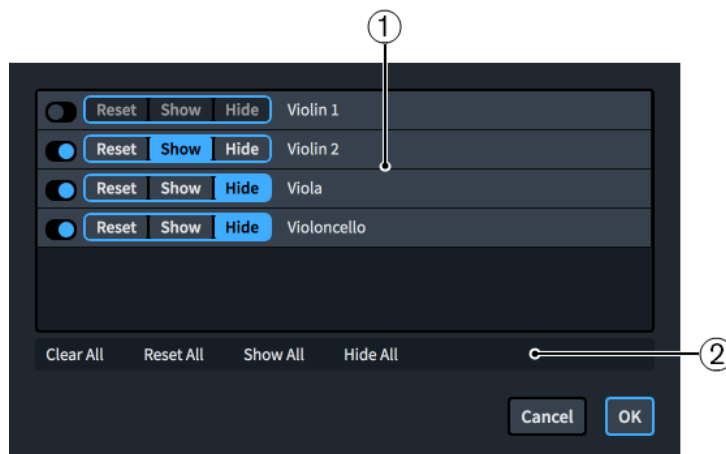 1
Reset Show Hide Violin 1
Reset Show Hide Violin 2
Reset Show Hide Viola
Reset Show Hide Violoncello
Clear All Reset All Show All Hide All
2
Cancel OK